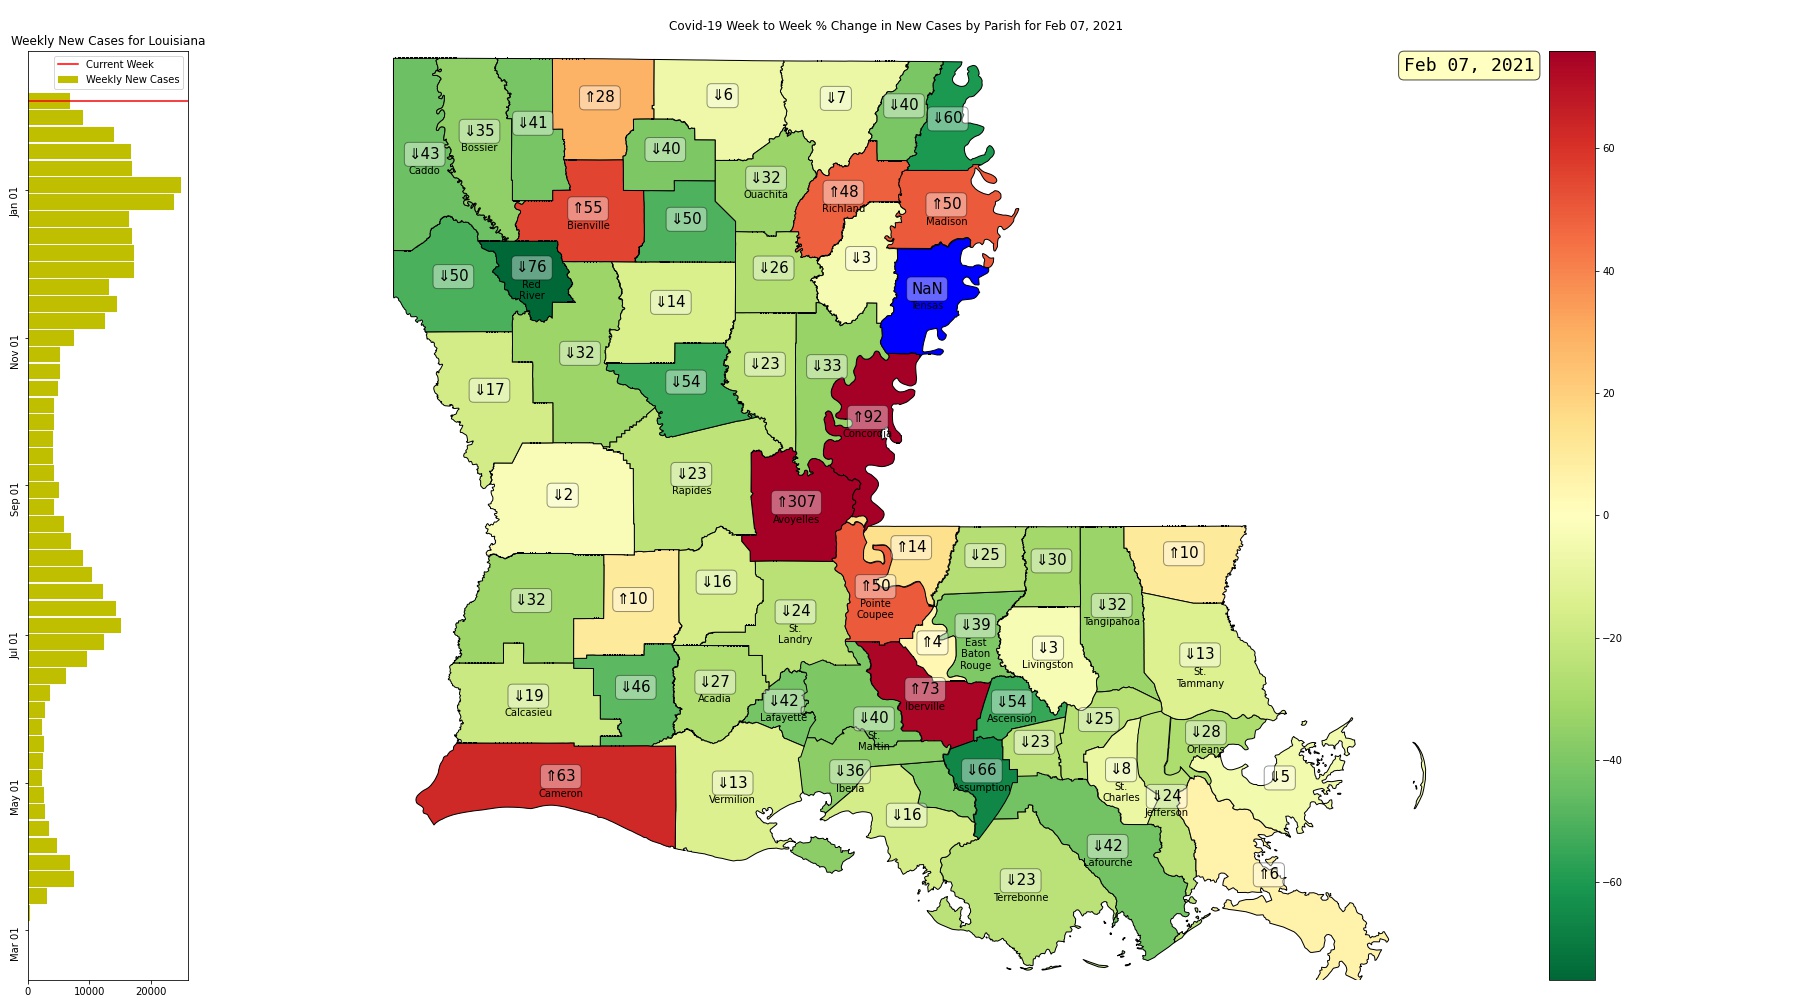 Covid-19 Week to Week % Change in New Cases by Parish for Feb 07, 2021
Weekly New Cases for Louisiana
Current Week
Weekly New Cases
Jan 01
Nov 01
Sep 01
Jul 01
May 01
Mar 01
0 10000 20000
Feb 07, 2021
60
40
20
0
−20
−40
−60
⇓43
Caddo
⇓35
Bossier
⇓41
⇑28
⇓6
⇓7
⇓40
⇓60
⇓40
⇓32
Ouachita
⇑48
Richland
⇑50
Madison
⇑55
Bienville
⇓50
⇓50
⇓76
Red
River
⇓26
⇓3
NaN
Tensas
⇓14
⇓32
⇓54
⇓23
⇓33
⇓17
⇑92
Concordia
⇓2
⇓23
Rapides
⇑307
Avoyelles
⇑14
⇓25
⇓30
⇑10
⇓32
⇑10
⇓16
⇓24
St.
Landry
⇑50
Pointe
Coupee
⇑4
⇓39
East
Baton
Rouge
⇓3
Livingston
⇓32
Tangipahoa
⇓13
St.
Tammany
⇓19
Calcasieu
⇓46
⇓27
Acadia
⇓42
Lafayette
⇓40
St.
Martin
⇑73
Iberville
⇓54
Ascension
⇓23
⇓25
⇓28
Orleans
⇑63
Cameron
⇓13
Vermilion
⇓36
Iberia
⇓66
Assumption
⇓8
St.
Charles
⇓24
Jefferson
⇓5
⇓16
⇓42
Lafourche
⇓23
Terrebonne
⇑6